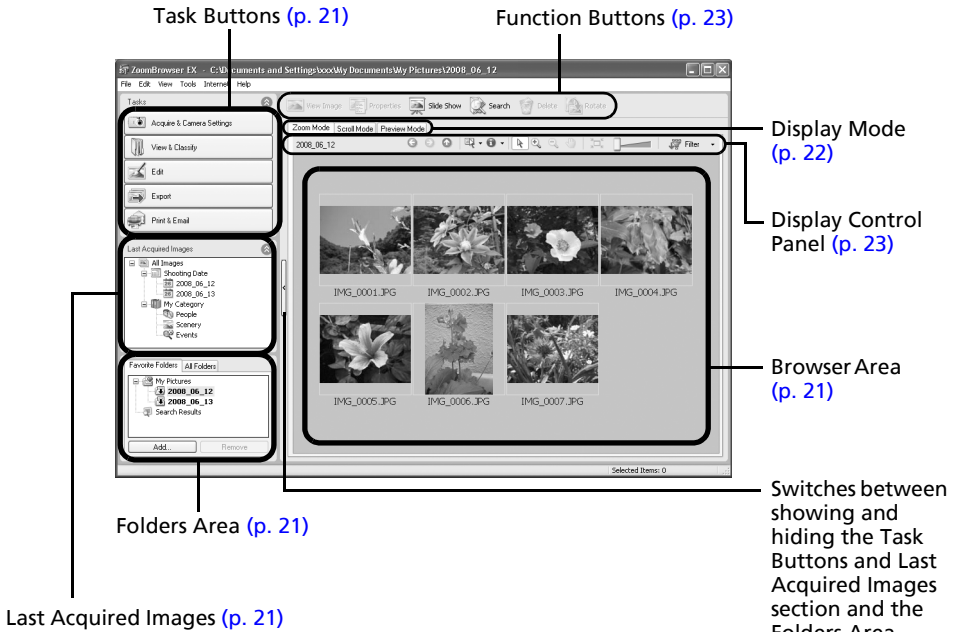 Task Buttons (p. 21)
Function Buttons (p. 23)
ZoomBrowser EX - C:\Documents and Settings\xxx\My Documents\My Pictures\2008_06_12
File Edit View Tools Internet Help
Tasks
View Image Properties Slide Show Search Delete Rotate
Acquire & Camera Settings
View & Classify
Edit
Export
Print & Email
Zoom Mode Scroll Mode Preview Mode
2008_06_12
Filter
Display Mode
(p. 22)
Display Control
Panel (p. 23)
Last Acquired Images
All Images
Shooting Date
2008_06_12
2008_06_13
My Category
People
Scenery
Events
IMG_0001.JPG IMG_0002.JPG IMG_0003.JPG IMG_0004.JPG
IMG_0005.JPG IMG_0006.JPG IMG_0007.JPG
Browser Area
(p. 21)
Favorite Folders All Folders
My Pictures
2008_06_12
2008_06_13
Search Results
Add... Remove
Selected Items: 0
Folders Area (p. 21)
Last Acquired Images (p. 21)
Switches between
showing and
hiding the Task
Buttons and Last
Acquired Images
section and the
Folders Area